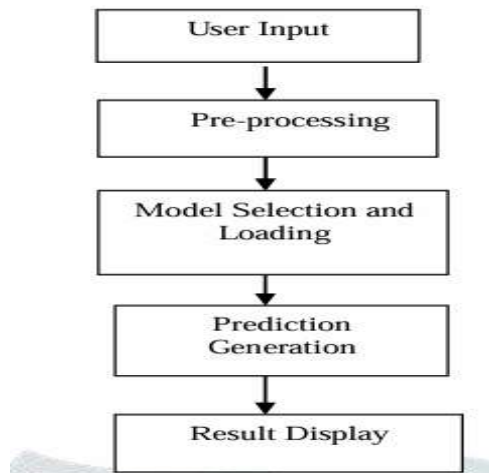 User Input
Pre-processing
Model Selection and
Loading
Prediction
Generation
Result Display